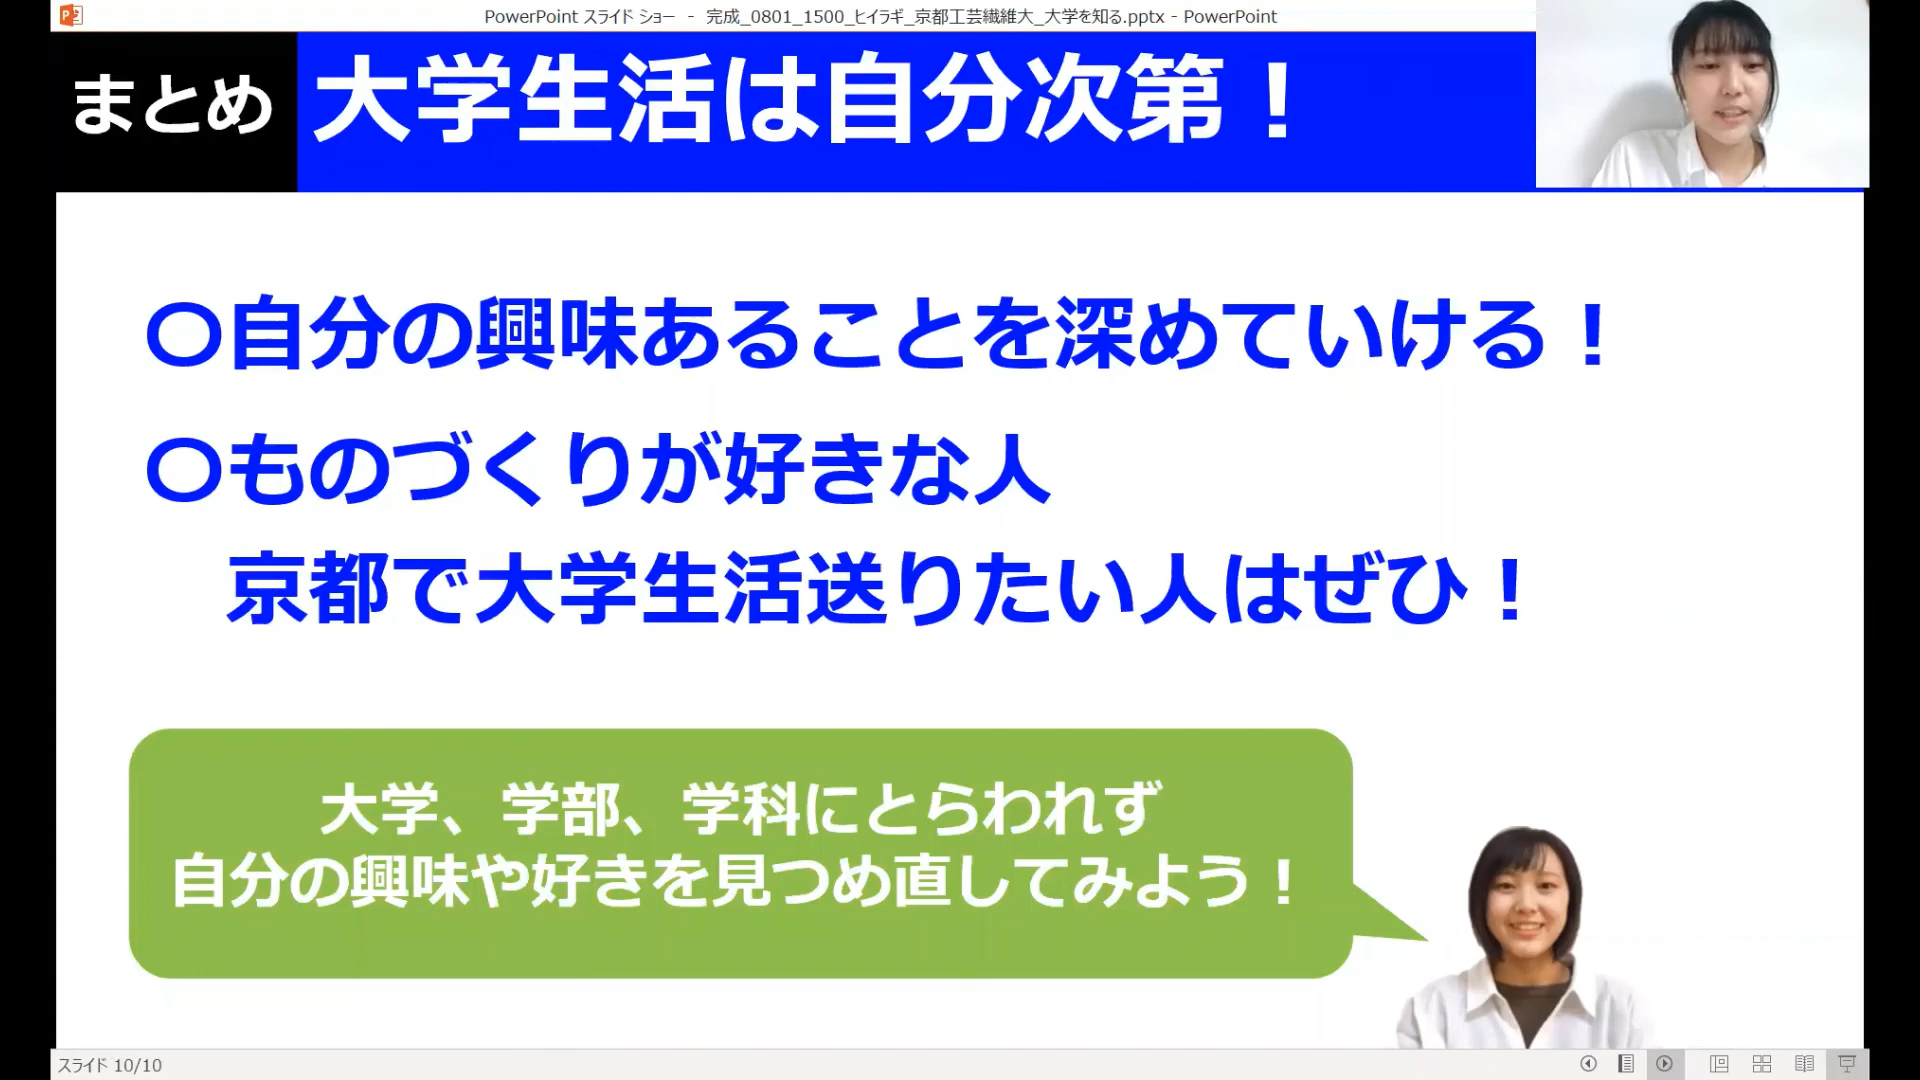 PowerPoint スライド ショー - 完成_0801_1500_ヒイラギ_京都工芸繊維大_大学を知る.pptx - PowerPoint
まとめ 大学生活は自分次第！
〇自分の興味あることを深めていける！
〇ものづくりが好きな人
京都で大学生活送りたい人はぜひ！
大学、学部、学科にとらわれず
自分の興味や好きを見つめ直してみよう！
スライド 10/10